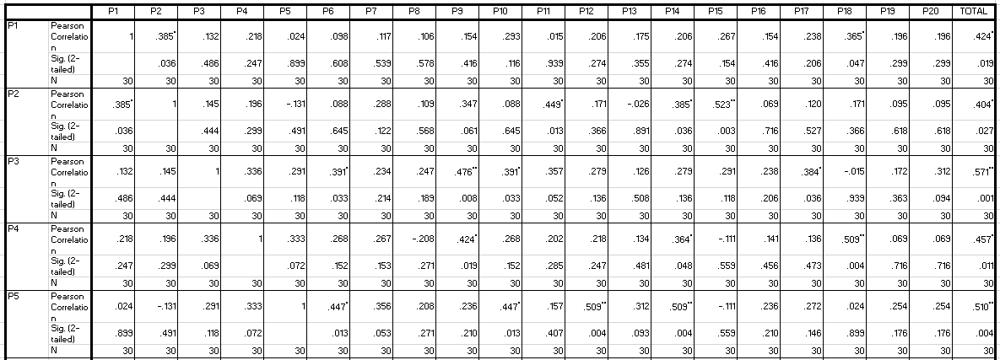 P1 P2 P3 P4 P5 P6 P7 P8 P9 P10 P11 P12 P13 P14 P15 P16 P17 P18 P19 P20 TOTAL
P1 Pearson Correlation 1 .385* .132 .218 .024 .098 .117 .106 .154 .293 .015 .206 .175 .206 .267 .154 .238 .365* .196 .196 .424*
Sig. (2-tailed) .036 .486 .247 .899 .608 .539 .578 .416 .116 .939 .274 .355 .274 .154 .416 .206 .047 .299 .299 .019
N 30 30 30 30 30 30 30 30 30 30 30 30 30 30 30 30 30 30 30 30 30
P2 Pearson Correlation .385* 1 .145 .196 -.131 .088 .288 .109 .347 .088 .449* .171 -.026 .385* .523** .069 .120 .171 .095 .095 .404*
Sig. (2-tailed) .036 .444 .299 .491 .645 .122 .568 .061 .645 .013 .366 .891 .036 .003 .716 .527 .366 .618 .618 .027
N 30 30 30 30 30 30 30 30 30 30 30 30 30 30 30 30 30 30 30 30 30
P3 Pearson Correlation .132 .145 1 .336 .291 .391* .234 .247 .476** .391* .357 .279 .126 .279 .291 .238 .384* -.015 .172 .312 .571**
Sig. (2-tailed) .486 .444 .069 .118 .033 .214 .189 .008 .033 .052 .136 .508 .136 .118 .206 .036 .939 .363 .094 .001
N 30 30 30 30 30 30 30 30 30 30 30 30 30 30 30 30 30 30 30 30 30
P4 Pearson Correlation .218 .196 .336 1 .333 .268 .267 -.208 .424* .268 .202 .218 .134 .364* -.111 .141 .136 .509** .069 .069 .457*
Sig. (2-tailed) .247 .299 .069 .072 .152 .153 .271 .019 .152 .285 .247 .481 .048 .559 .456 .473 .004 .716 .716 .011
N 30 30 30 30 30 30 30 30 30 30 30 30 30 30 30 30 30 30 30 30 30
P5 Pearson Correlation .024 -.131 .291 .333 1 .447* .356 .208 .236 .447* .157 .509** .312 .509** -.111 .236 .272 .024 .254 .254 .510**
Sig. (2-tailed) .899 .491 .118 .072 .013 .053 .271 .210 .013 .407 .004 .093 .004 .559 .210 .146 .899 .176 .176 .004
N 30 30 30 30 30 30 30 30 30 30 30 30 30 30 30 30 30 30 30 30 30